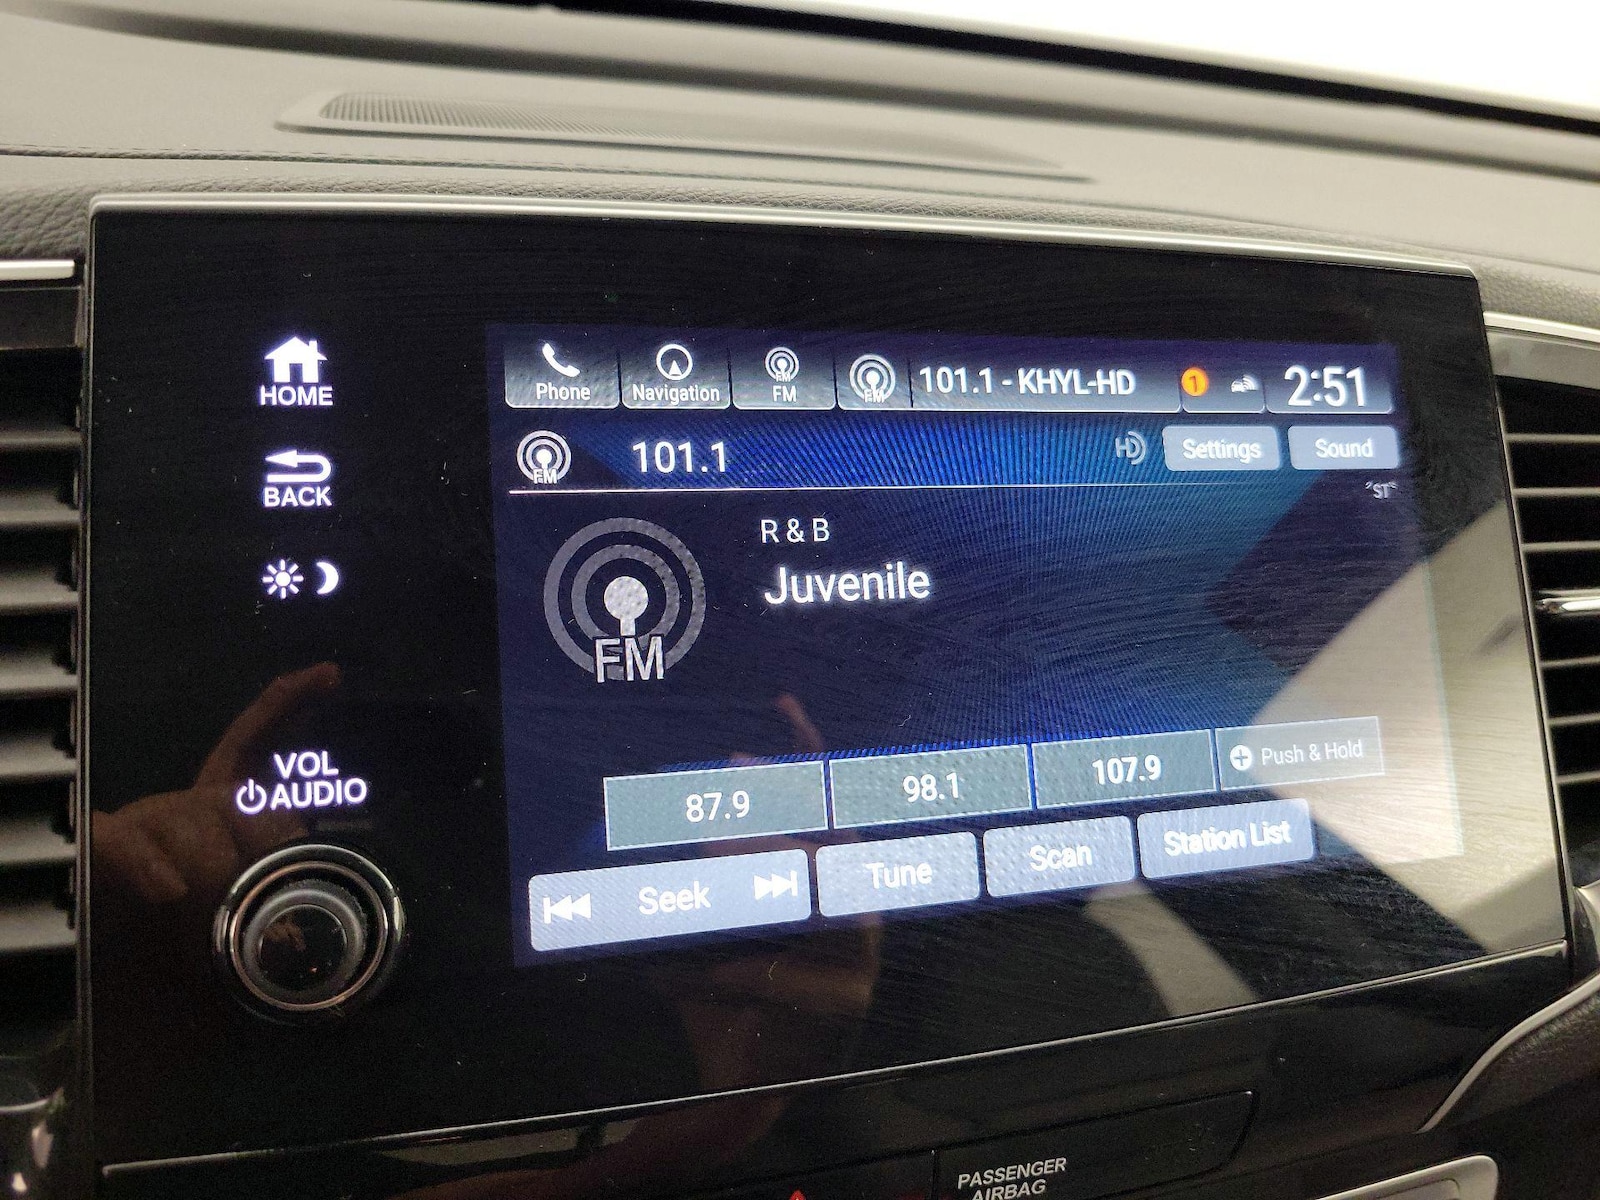 HOME
BACK
VOL
AUDIO
Phone
Navigation
FM
FM
FM
101.1 - KHYL-HD
1
2:51
FM
101.1
HD
Settings
Sound
"ST"
R & B
Juvenile
FM
87.9
98.1
107.9
+ Push & Hold
Seek
Tune
Scan
Station List
PASSENGER
AIRBAG